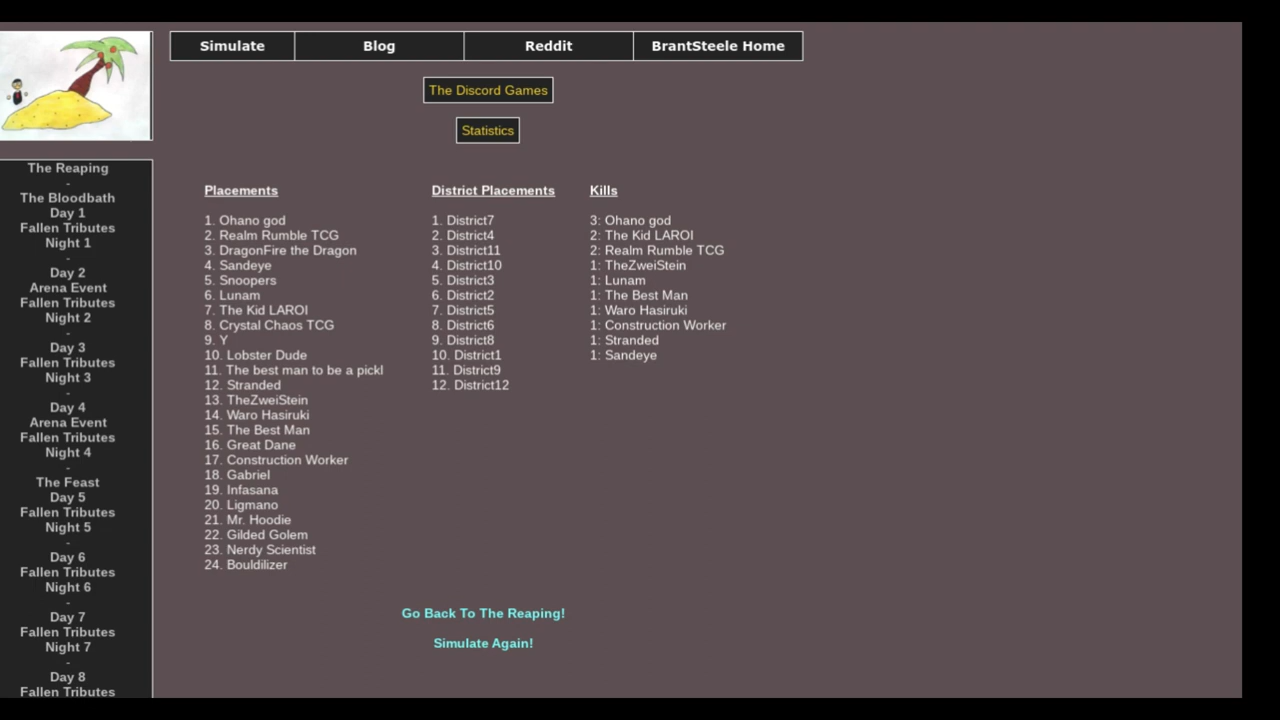 Simulate
Blog
Reddit
BrantSteele Home
The Discord Games
Statistics
The Reaping
-
The Bloodbath
Day 1
Fallen Tributes
Night 1
-
Day 2
Arena Event
Fallen Tributes
Night 2
-
Day 3
Fallen Tributes
Night 3
-
Day 4
Arena Event
Fallen Tributes
Night 4
-
The Feast
Day 5
Fallen Tributes
Night 5
-
Day 6
Fallen Tributes
Night 6
-
Day 7
Fallen Tributes
Night 7
-
Day 8
Fallen Tributes
Placements
1. Ohano god
2. Realm Rumble TCG
3. DragonFire the Dragon
4. Sandeye
5. Snoopers
6. Lunam
7. The Kid LAROI
8. Crystal Chaos TCG
9. Y
10. Lobster Dude
11. The best man to be a pickl
12. Stranded
13. TheZweiStein
14. Waro Hasiruki
15. The Best Man
16. Great Dane
17. Construction Worker
18. Gabriel
19. Infasana
20. Ligmano
21. Mr. Hoodie
22. Gilded Golem
23. Nerdy Scientist
24. Bouldilizer
District Placements
1. District7
2. District4
3. District11
4. District10
5. District3
6. District2
7. District5
8. District6
9. District8
10. District1
11. District9
12. District12
Kills
3: Ohano god
2: The Kid LAROI
2: Realm Rumble TCG
1: TheZweiStein
1: Lunam
1: The Best Man
1: Waro Hasiruki
1: Construction Worker
1: Stranded
1: Sandeye
Go Back To The Reaping!
Simulate Again!